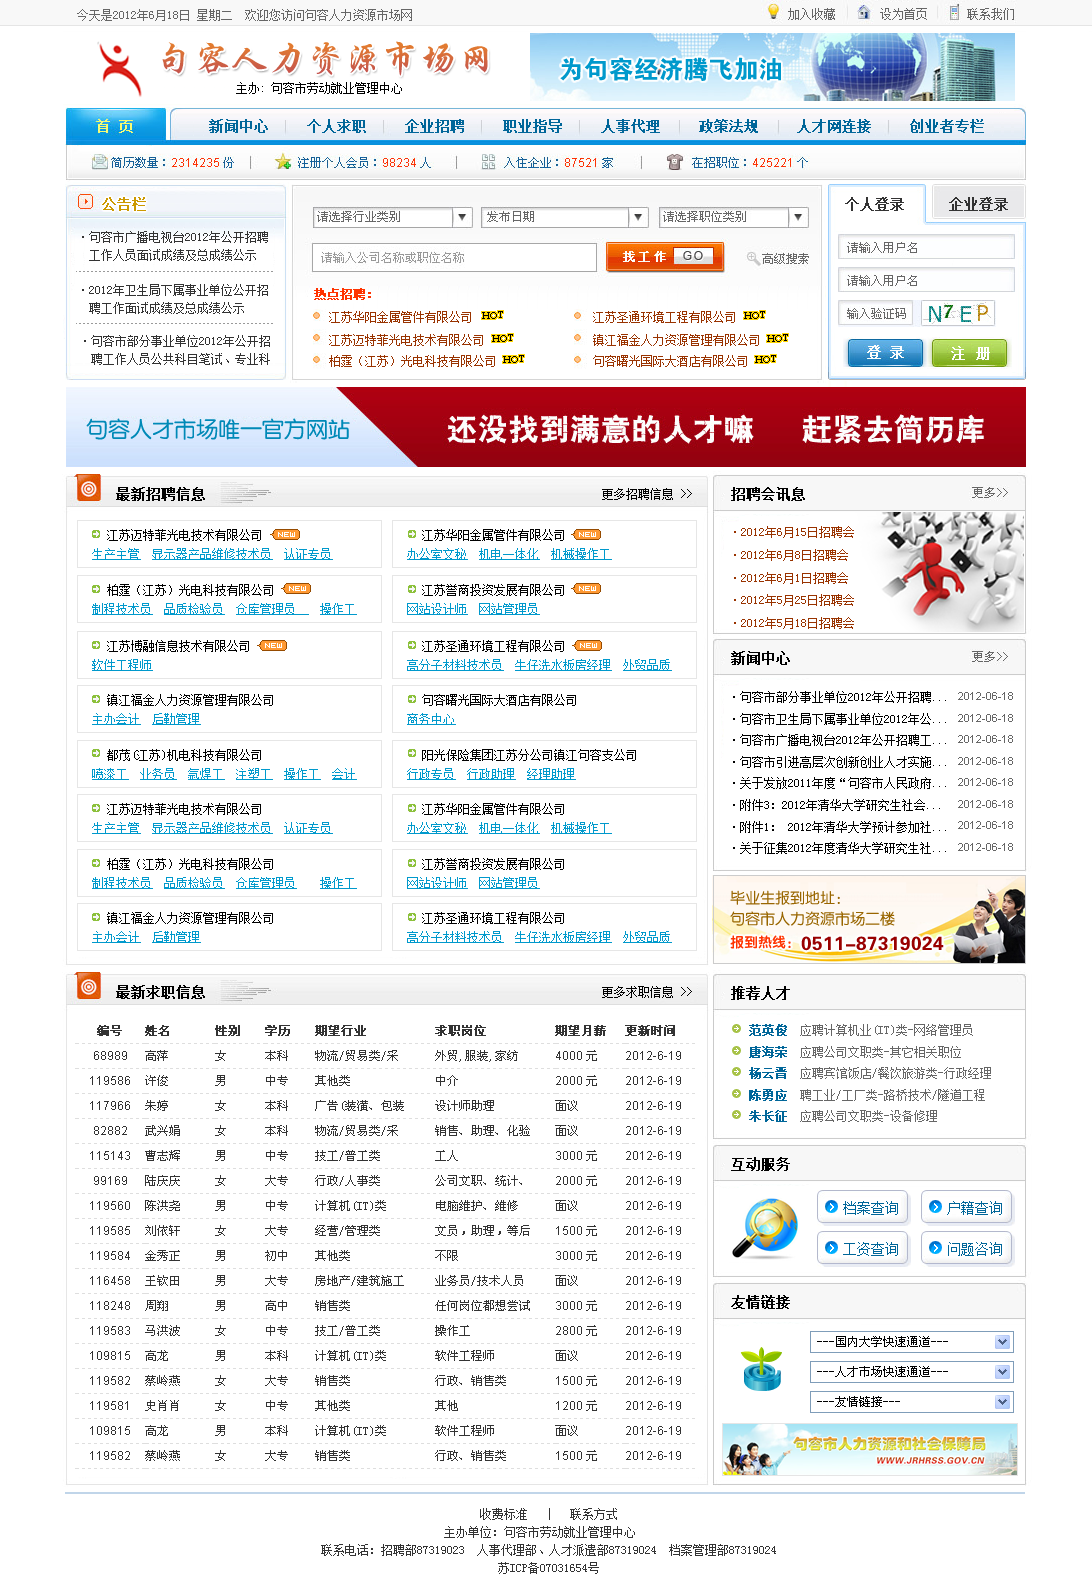 今天是2012年6月18日 星期二 欢迎您访问句容人力资源市场网
加入收藏 设为首页 联系我们
句容人力资源市场网
主办：句容市劳动就业管理中心
为句容经济腾飞加油
首 页 新闻中心 个人求职 企业招聘 职业指导 人事代理 政策法规 人才网连接 创业者专栏
简历数量：2314235 份 | 注册个人会员：98234 人 | 入住企业：87521 家 | 在招职位：425221 个
公告栏
·句容市广播电视台2012年公开招聘
工作人员面试成绩及总成绩公示
·2012年卫生局下属事业单位公开招
聘工作面试成绩及总成绩公示
·句容市部分事业单位2012年公开招
聘工作人员公共科目笔试、专业科
请选择行业类别 发布日期 请选择职位类别
请输入公司名称或职位名称 找工作 GO 高级搜索
热点招聘：
江苏华阳金属管件有限公司 HOT 江苏圣通环境工程有限公司 HOT
江苏迈特菲光电技术有限公司 HOT 镇江福金人力资源管理有限公司 HOT
柏霆（江苏）光电科技有限公司 HOT 句容曙光国际大酒店有限公司 HOT
个人登录 企业登录
请输入用户名
请输入用户名
请输入验证码 N7EP
登 录 注 册
句容人才市场唯一官方网站 还没找到满意的人才嘛 赶紧去简历库
最新招聘信息 更多招聘信息 >>
江苏迈特菲光电技术有限公司 NEW
生产主管 显示器产品维修技术员 认证专员
江苏华阳金属管件有限公司 NEW
办公室文秘 机电一体化 机械操作工
柏霆（江苏）光电科技有限公司 NEW
制程技术员 品质检验员 仓库管理员 操作工
江苏誉商投资发展有限公司 NEW
网站设计师 网站管理员
江苏博融信息技术有限公司 NEW
软件工程师
江苏圣通环境工程有限公司 NEW
高分子材料技术员 牛仔洗水板房经理 外贸品质
镇江福金人力资源管理有限公司
主办会计 后勤管理
句容曙光国际大酒店有限公司
商务中心
都茂(江苏)机电科技有限公司
喷漆工 业务员 氩焊工 注塑工 操作工 会计
阳光保险集团江苏分公司镇江句容支公司
行政专员 行政助理 经理助理
江苏迈特菲光电技术有限公司
生产主管 显示器产品维修技术员 认证专员
江苏华阳金属管件有限公司
办公室文秘 机电一体化 机械操作工
柏霆（江苏）光电科技有限公司
制程技术员 品质检验员 仓库管理员 操作工
江苏誉商投资发展有限公司
网站设计师 网站管理员
镇江福金人力资源管理有限公司
主办会计 后勤管理
江苏圣通环境工程有限公司
高分子材料技术员 牛仔洗水板房经理 外贸品质
招聘会讯息 更多>>
·2012年6月15日招聘会
·2012年6月8日招聘会
·2012年6月1日招聘会
·2012年5月25日招聘会
·2012年5月18日招聘会
新闻中心 更多>>
·句容市部分事业单位2012年公开招聘... 2012-06-18
·句容市卫生局下属事业单位2012年公... 2012-06-18
·句容市广播电视台2012年公开招聘工... 2012-06-18
·句容市引进高层次创新创业人才实施... 2012-06-18
·关于发放2011年度“句容市人民政府... 2012-06-18
·附件3：2012年清华大学研究生社会... 2012-06-18
·附件1： 2012年清华大学预计参加社... 2012-06-18
·关于征集2012年度清华大学研究生社... 2012-06-18
毕业生报到地址：
句容市人力资源市场二楼
报到热线：0511-87319024
最新求职信息 更多求职信息 >>
编号 姓名 性别 学历 期望行业 求职岗位 期望月薪 更新时间
68989 高萍 女 本科 物流/贸易类/采 外贸,服装,家纺 4000元 2012-6-19
119586 许俊 男 中专 其他类 中介 2000元 2012-6-19
117966 朱婷 女 本科 广告(装潢、包装 设计师助理 面议 2012-6-19
82882 武兴娟 女 本科 物流/贸易类/采 销售、助理、化验 面议 2012-6-19
115143 曹志辉 男 中专 技工/普工类 工人 3000元 2012-6-19
99169 陆庆庆 女 大专 行政/人事类 公司文职、统计、 2000元 2012-6-19
119560 陈洪尧 男 中专 计算机(IT)类 电脑维护、维修 面议 2012-6-19
119585 刘依轩 女 大专 经营/管理类 文员，助理，等后 1500元 2012-6-19
119584 金秀正 男 初中 其他类 不限 3000元 2012-6-19
116458 王钦田 男 大专 房地产/建筑施工 业务员/技术人员 面议 2012-6-19
118248 周翔 男 高中 销售类 任何岗位都想尝试 3000元 2012-6-19
119583 马洪波 女 中专 技工/普工类 操作工 2800元 2012-6-19
109815 高龙 男 本科 计算机(IT)类 软件工程师 面议 2012-6-19
119582 蔡岭燕 女 大专 销售类 行政、销售类 1500元 2012-6-19
119581 史肖肖 女 中专 其他类 其他 1200元 2012-6-19
109815 高龙 男 本科 计算机(IT)类 软件工程师 面议 2012-6-19
119582 蔡岭燕 女 大专 销售类 行政、销售类 1500元 2012-6-19
推荐人才
范英俊 应聘计算机业(IT)类-网络管理员
唐海荣 应聘公司文职类-其它相关职位
杨云晋 应聘宾馆饭店/餐饮旅游类-行政经理
陈勇应 聘工业/工厂类-路桥技术/隧道工程
朱长征 应聘公司文职类-设备修理
互动服务
档案查询 户籍查询
工资查询 问题咨询
友情链接
---国内大学快速通道---
---人才市场快速通道---
---友情链接---
句容市人力资源和社会保障局
WWW.JRHRSS.GOV.CN
收费标准 | 联系方式
主办单位：句容市劳动就业管理中心
联系电话：招聘部87319023 人事代理部、人才派遣部87319024 档案管理部87319024
苏ICP备07031654号